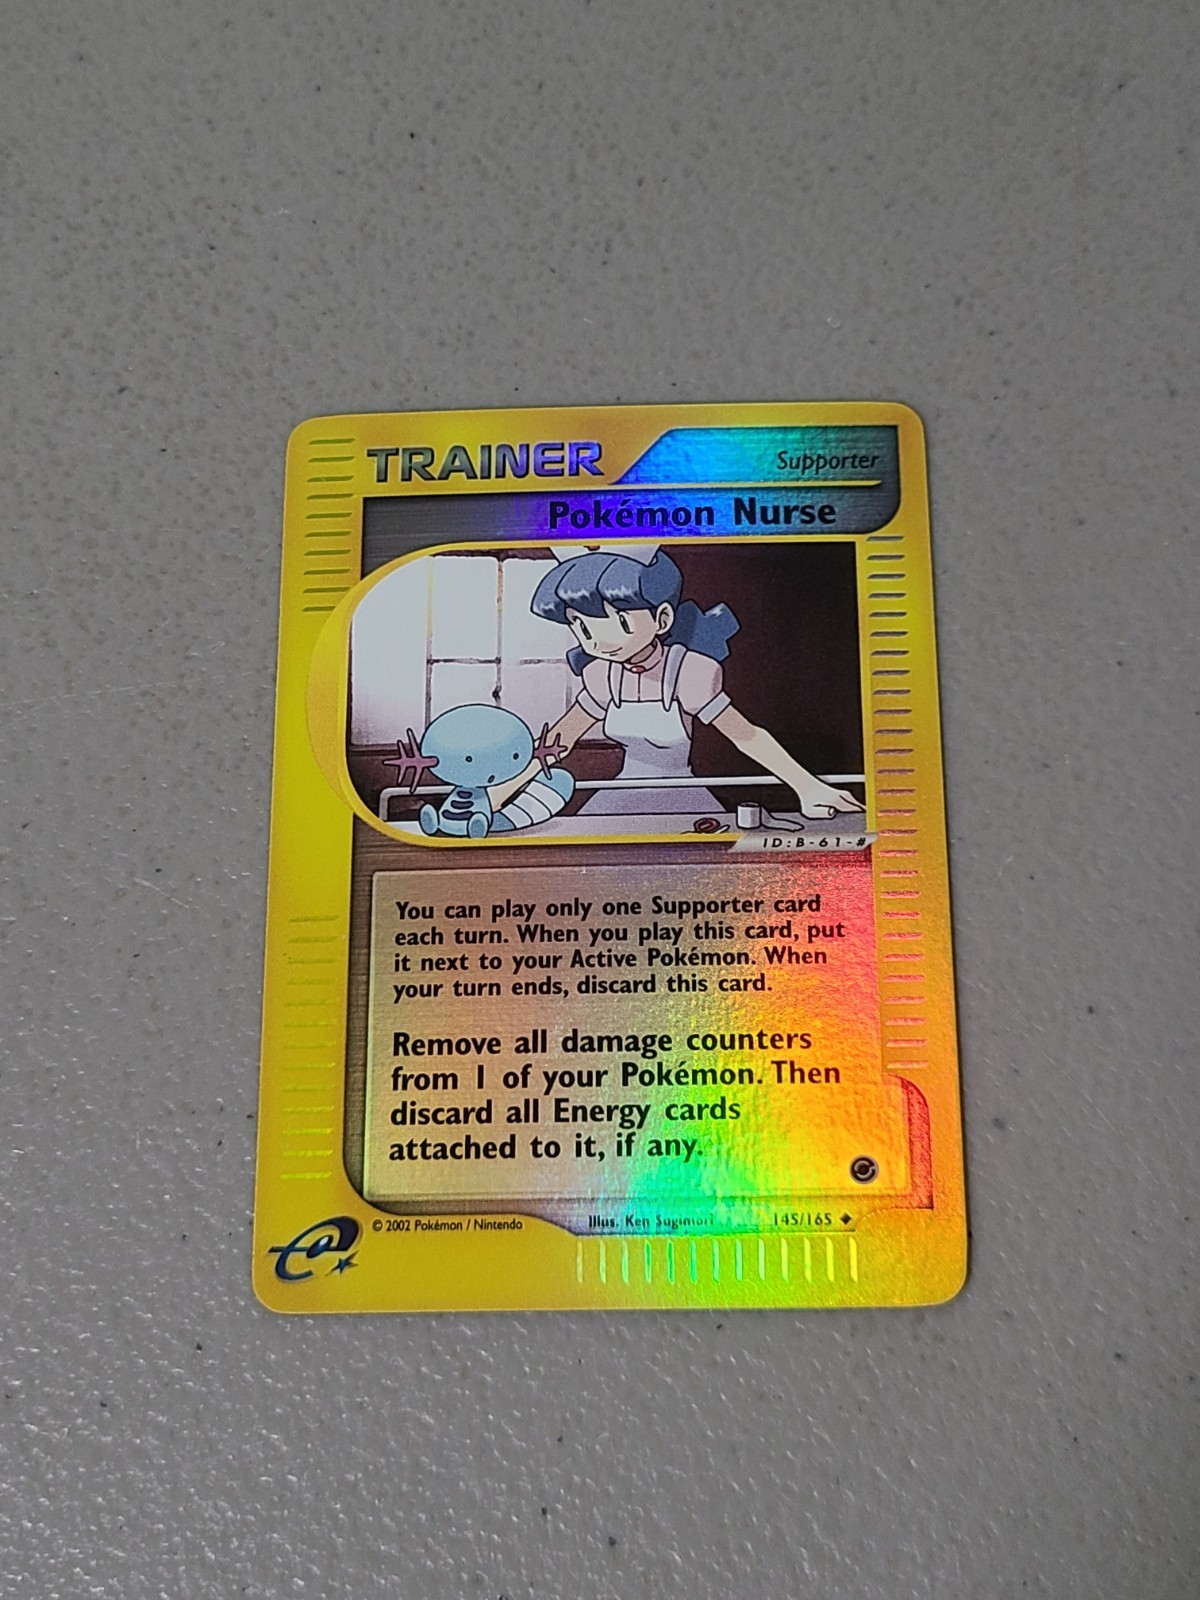 TRAINER
Supporter
Pokémon Nurse
ID:B-61-#
You can play only one Supporter card
each turn. When you play this card, put
it next to your Active Pokémon. When
your turn ends, discard this card.
Remove all damage counters
from 1 of your Pokémon. Then
discard all Energy cards
attached to it, if any.
© 2002 Pokémon / Nintendo
Illus. Ken Sugimori
145/165
e